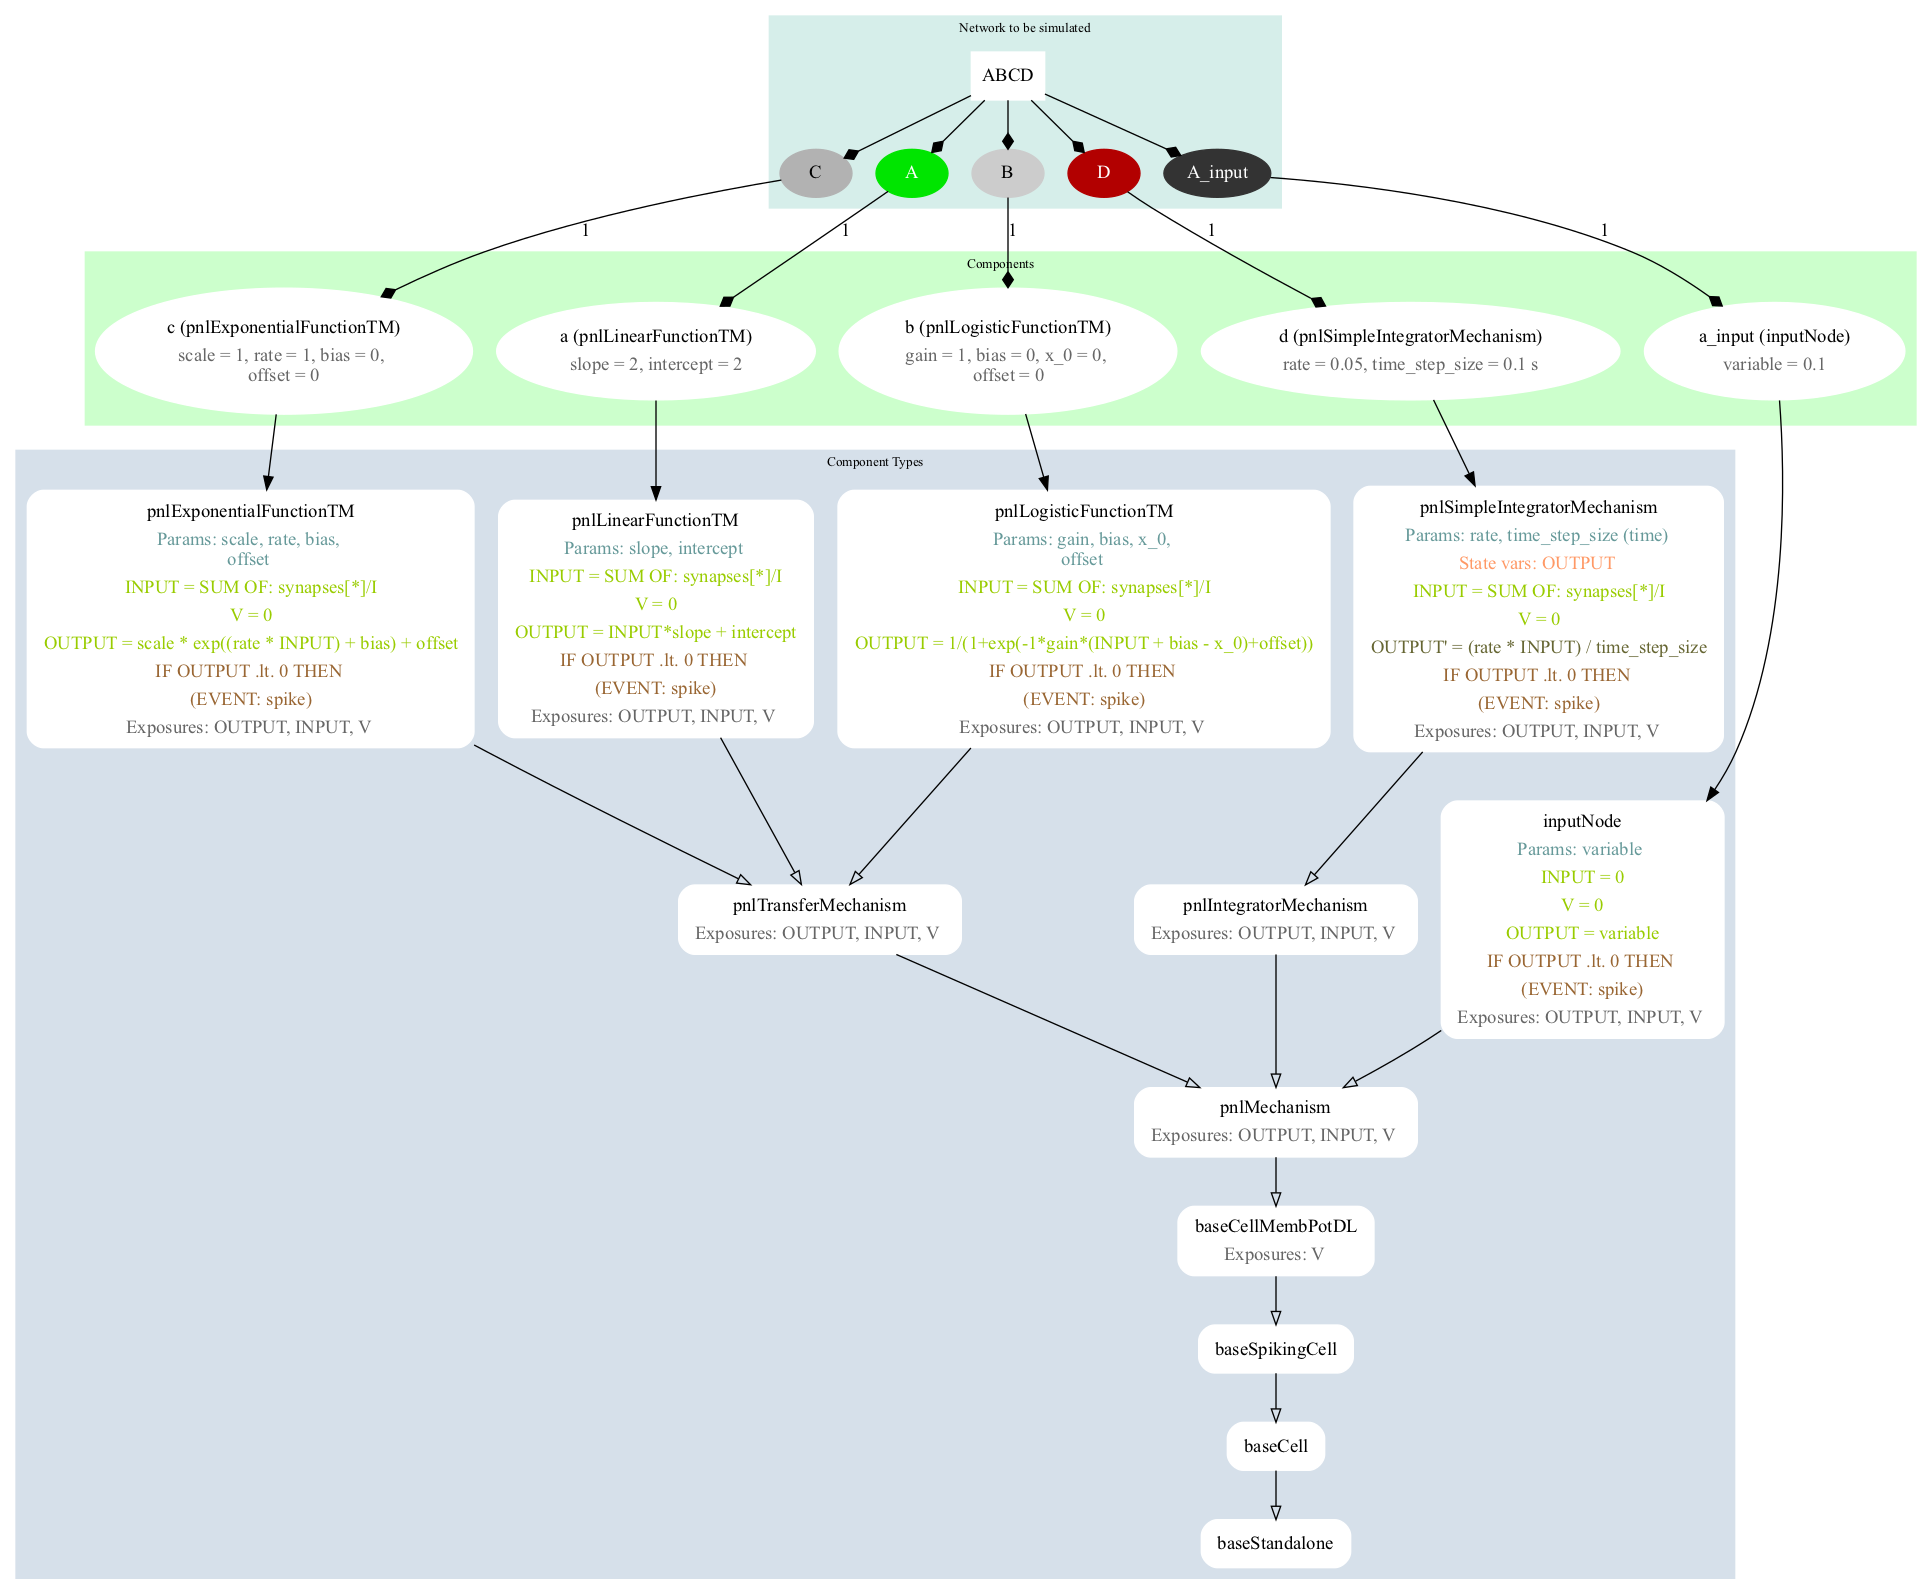 Network to be simulated
ABCD
C
A
B
D
A_input
1
1
1
1
1
Components
c (pnlExponentialFunctionTM)
scale = 1, rate = 1, bias = 0,
offset = 0
a (pnlLinearFunctionTM)
slope = 2, intercept = 2
b (pnlLogisticFunctionTM)
gain = 1, bias = 0, x_0 = 0,
offset = 0
d (pnlSimpleIntegratorMechanism)
rate = 0.05, time_step_size = 0.1 s
a_input (inputNode)
variable = 0.1
Component Types
pnlExponentialFunctionTM
Params: scale, rate, bias,
offset
INPUT = SUM OF: synapses[*]/I
V = 0
OUTPUT = scale * exp((rate * INPUT) + bias) + offset
IF OUTPUT .lt. 0 THEN
(EVENT: spike)
Exposures: OUTPUT, INPUT, V
pnlLinearFunctionTM
Params: slope, intercept
INPUT = SUM OF: synapses[*]/I
V = 0
OUTPUT = INPUT*slope + intercept
IF OUTPUT .lt. 0 THEN
(EVENT: spike)
Exposures: OUTPUT, INPUT, V
pnlLogisticFunctionTM
Params: gain, bias, x_0,
offset
INPUT = SUM OF: synapses[*]/I
V = 0
OUTPUT = 1/(1+exp(-1*gain*(INPUT + bias - x_0)+offset))
IF OUTPUT .lt. 0 THEN
(EVENT: spike)
Exposures: OUTPUT, INPUT, V
pnlSimpleIntegratorMechanism
Params: rate, time_step_size (time)
State vars: OUTPUT
INPUT = SUM OF: synapses[*]/I
V = 0
OUTPUT' = (rate * INPUT) / time_step_size
IF OUTPUT .lt. 0 THEN
(EVENT: spike)
Exposures: OUTPUT, INPUT, V
inputNode
Params: variable
INPUT = 0
V = 0
OUTPUT = variable
IF OUTPUT .lt. 0 THEN
(EVENT: spike)
Exposures: OUTPUT, INPUT, V
pnlTransferMechanism
Exposures: OUTPUT, INPUT, V
pnlIntegratorMechanism
Exposures: OUTPUT, INPUT, V
pnlMechanism
Exposures: OUTPUT, INPUT, V
baseCellMembPotDL
Exposures: V
baseSpikingCell
baseCell
baseStandalone